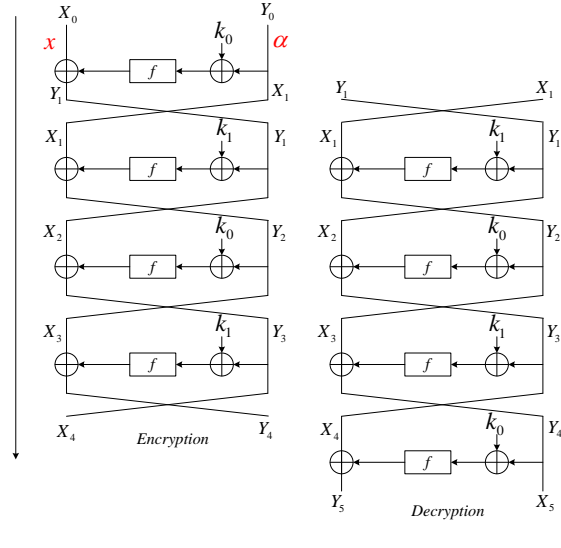 X₀ Y₀
x k₀ α
f
Y₁ X₁
X₁ k₁ Y₁
f
X₂ k₀ Y₂
f
X₃ k₁ Y₃
f
X₄ Y₄
Encryption
Y₁ X₁
X₁ k₁ Y₁
f
X₂ k₀ Y₂
f
X₃ k₁ Y₃
f
X₄ k₀ Y₄
f
Y₅ X₅
Decryption